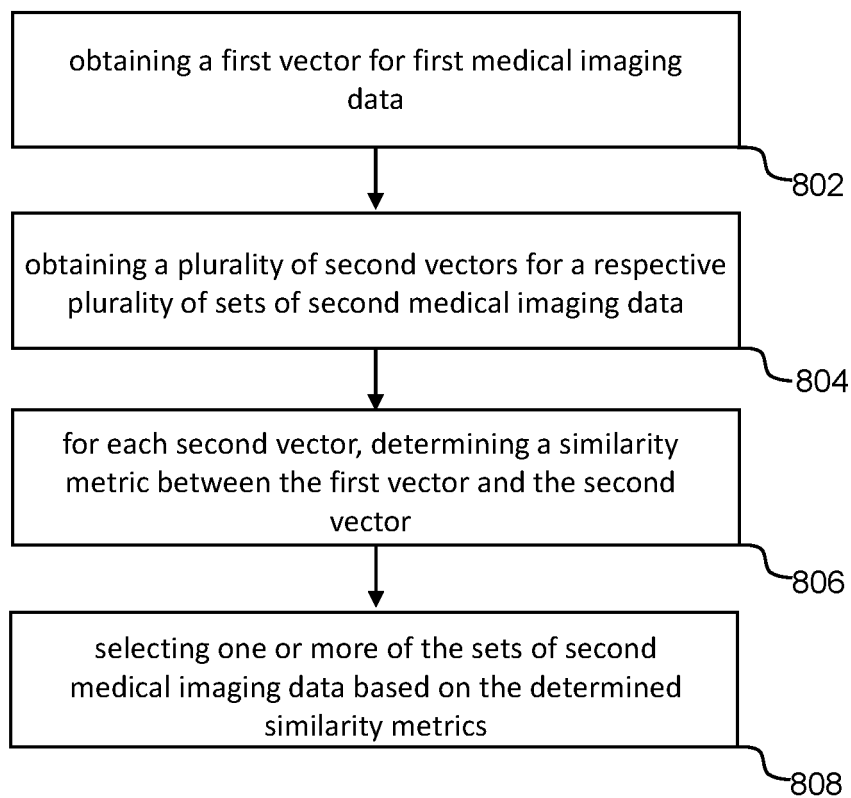 obtaining a first vector for first medical imaging
data
802
obtaining a plurality of second vectors for a respective
plurality of sets of second medical imaging data
804
for each second vector, determining a similarity
metric between the first vector and the second
vector
806
selecting one or more of the sets of second
medical imaging data based on the determined
similarity metrics
808